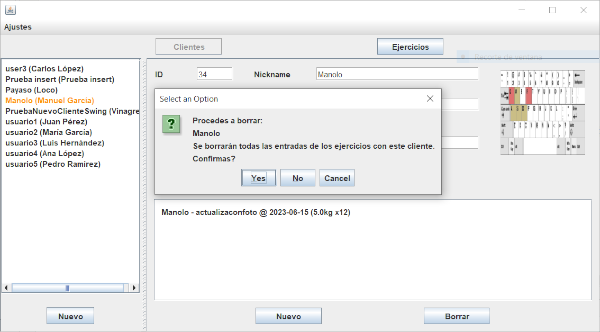 Ajustes
Clientes
Ejercicios
user3 (Carlos López)
Prueba insert (Prueba insert)
Payaso (Loco)
Manolo (Manuel García)
PruebaNuevoClienteSwing (Vinagre
usuario1 (Juan Pérez)
usuario2 (María García)
usuario3 (Luis Hernández)
usuario4 (Ana López)
usuario5 (Pedro Ramírez)
Nuevo
ID
34
Nickname
Manolo
Select an Option
Procedes a borrar:
Manolo
Se borrarán todas las entradas de los ejercicios con este cliente.
Confirmas?
Yes
No
Cancel
Manolo - actualizaconfoto @ 2023-06-15 (5.0kg x12)
Nuevo
Borrar